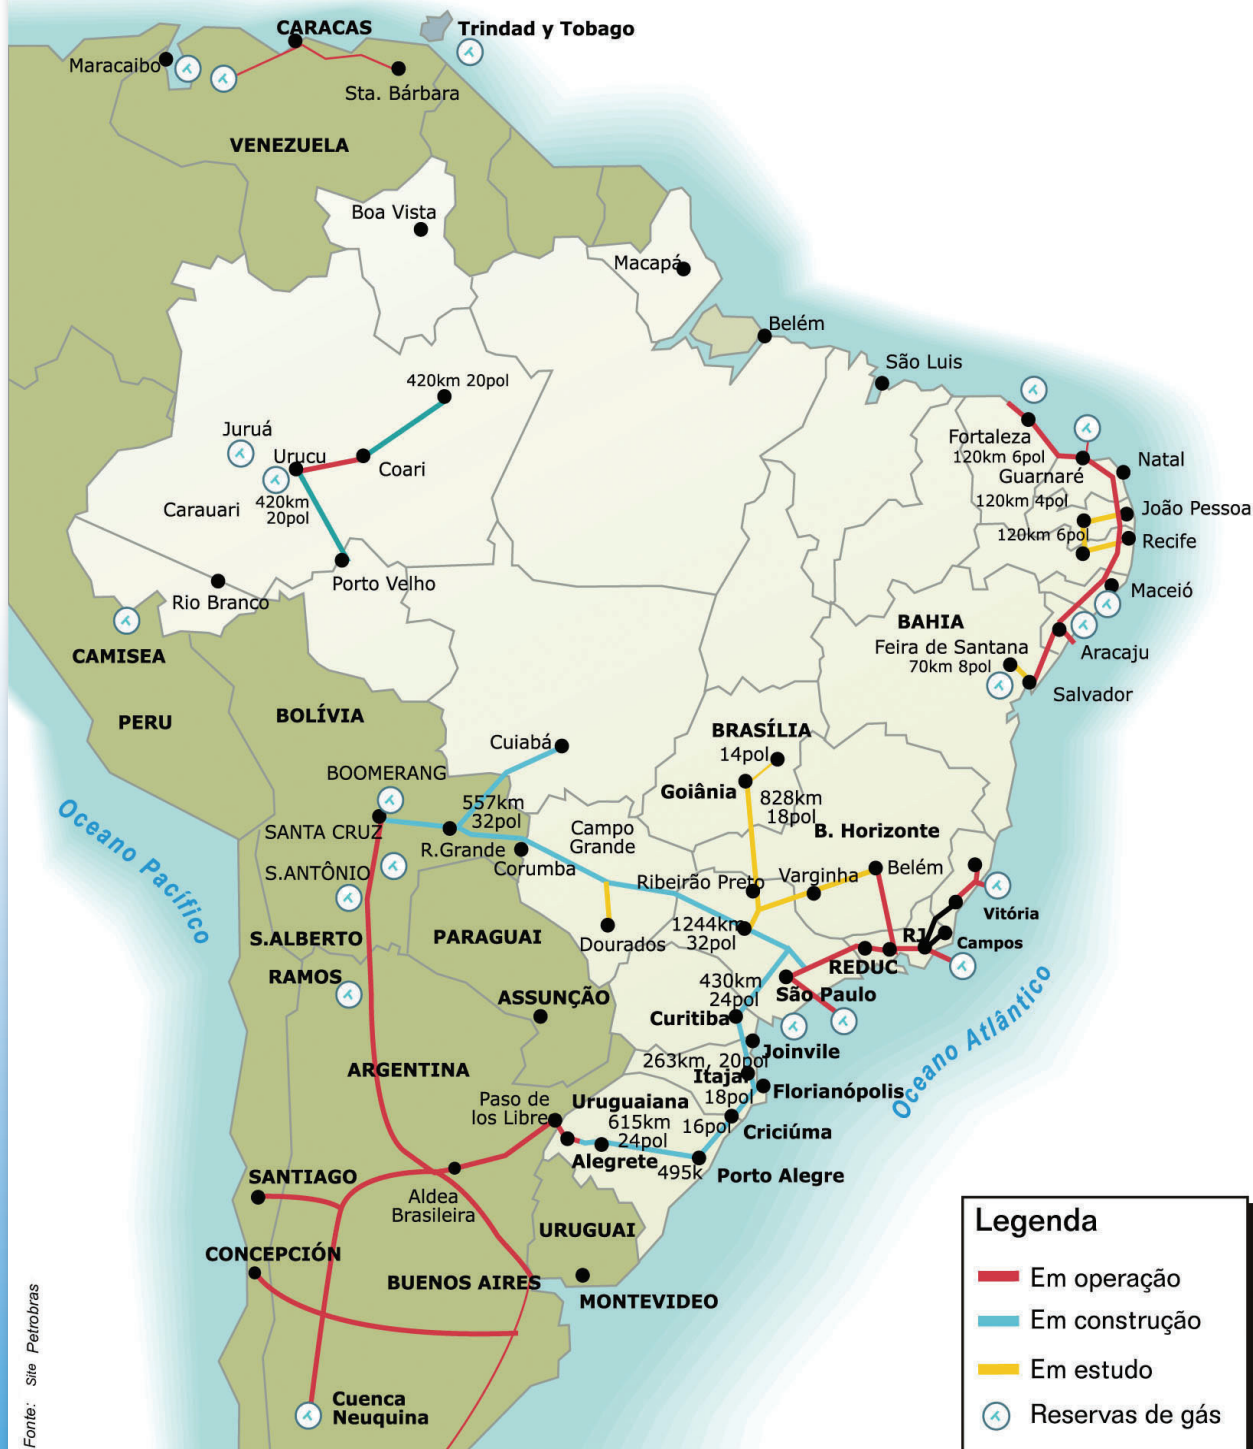 CARACAS
Trindad y Tobago
Maracaibo
Sta. Bárbara
VENEZUELA
Boa Vista
Macapá
Belém
São Luis
420km 20pol
Juruá
Urucu
Coari
Carauari
420km
20pol
Porto Velho
Rio Branco
Fortaleza
120km 6pol
Guarnaré
Natal
120km 4pol
João Pessoa
120km 6pol
Recife
Maceió
BAHIA
Feira de Santana
70km 8pol
Aracaju
Salvador
CAMISEA
PERU
BOLÍVIA
BRASÍLIA
14pol
Cuiabá
Goiânia
828km
18pol
BOOMERANG
557km
32pol
SANTA CRUZ
R.Grande
Corumba
Campo
Grande
B. Horizonte
Oceano Pacífico
S.ANTÔNIO
Ribeirão Preto
Varginha
Belém
Vitória
S.ALBERTO
PARAGUAI
Dourados
1244km
32pol
RJ
Campos
RAMOS
REDUC
430km
24pol
São Paulo
ASSUNÇÃO
Curitiba
Oceano Atlântico
Joinvile
263km, 20pol
Itajaí
ARGENTINA
18pol
Florianópolis
Paso de
los Libre
Uruguaiana
615km
24pol
16pol
Criciúma
Alegrete
495k
Porto Alegre
SANTIAGO
Aldea
Brasileira
URUGUAI
CONCEPCIÓN
BUENOS AIRES
MONTEVIDEO
Cuenca
Neuquina
Legenda
Em operação
Em construção
Em estudo
Reservas de gás
Fonte: Site Petrobras